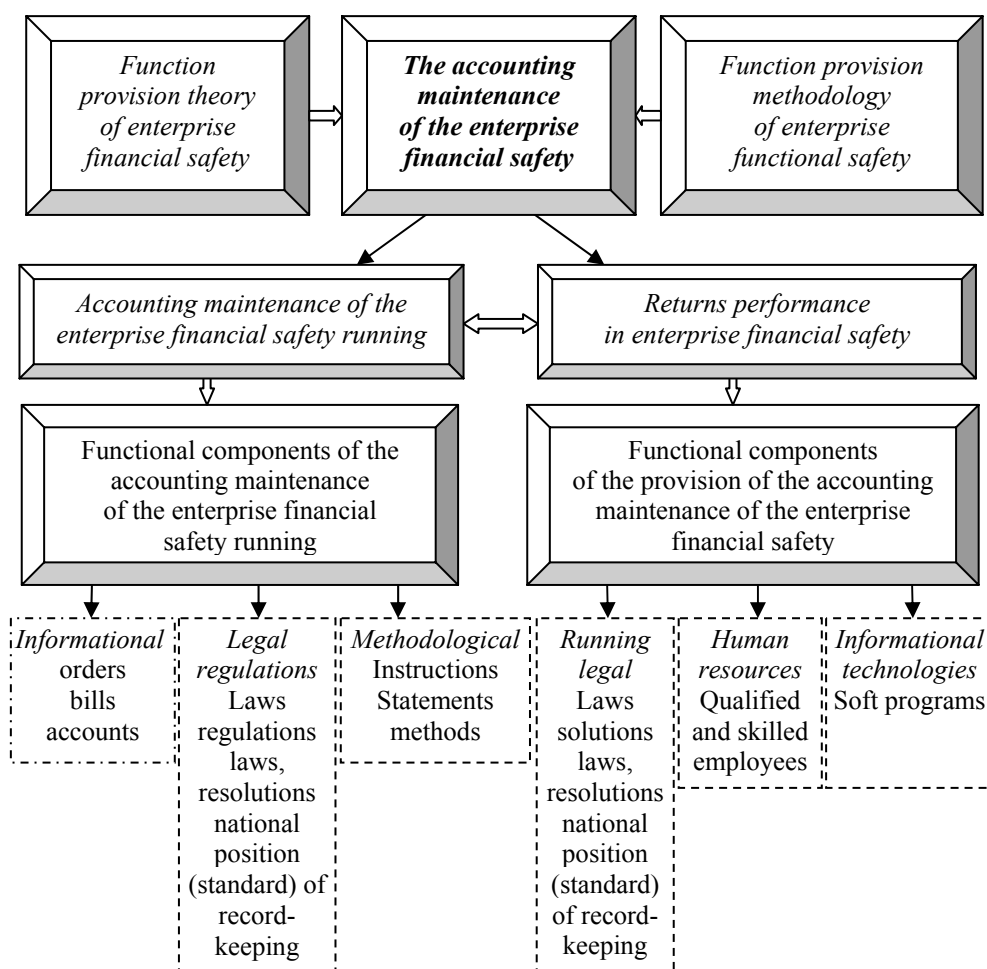 Function
provision theory
of enterprise
financial safety
The accounting
maintenance
of the enterprise
financial safety
Function provision
methodology
of enterprise
functional safety
Accounting maintenance of the
enterprise financial safety running
Returns performance
in enterprise financial safety
Functional components of the
accounting maintenance
of the enterprise financial
safety running
Functional components
of the provision of the accounting
maintenance of the enterprise
financial safety
Informational
orders
bills
accounts
Legal
regulations
Laws
regulations
laws,
resolutions
national
position
(standard) of
record-
keeping
Methodological
Instructions
Statements
methods
Running
legal
Laws
solutions
laws,
resolutions
national
position
(standard)
of record-
keeping
Human
resources
Qualified
and skilled
employees
Informational
technologies
Soft programs